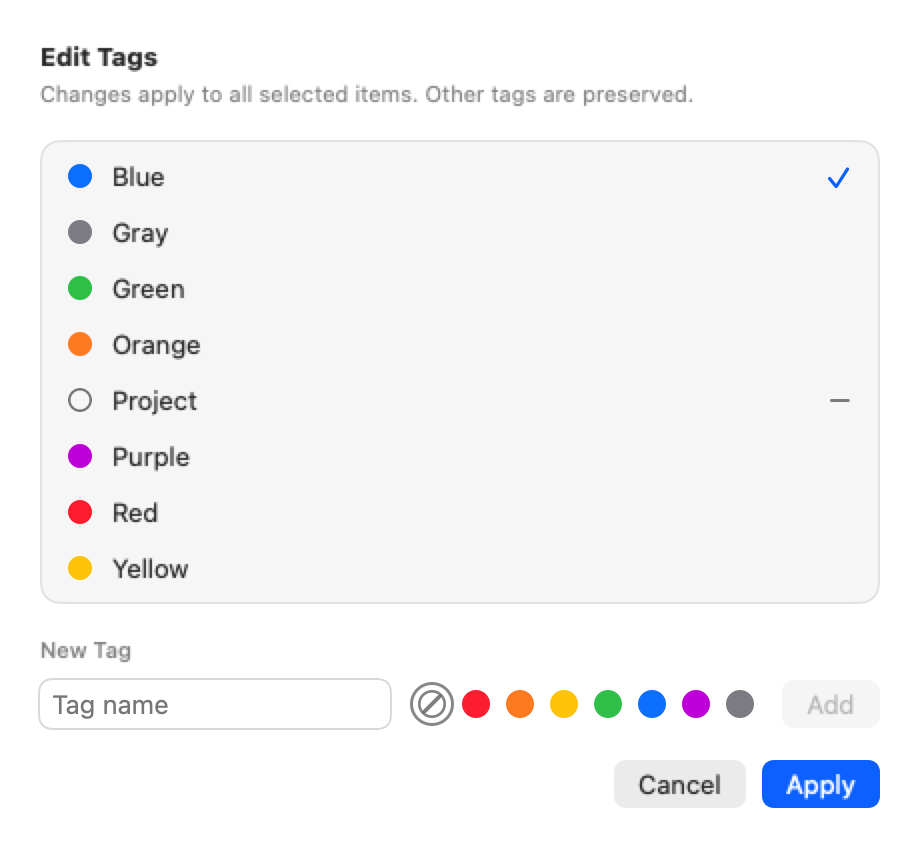 Edit Tags
Changes apply to all selected items. Other tags are preserved.
Blue
Gray
Green
Orange
Project
Purple
Red
Yellow
New Tag
Tag name
Add
Cancel
Apply